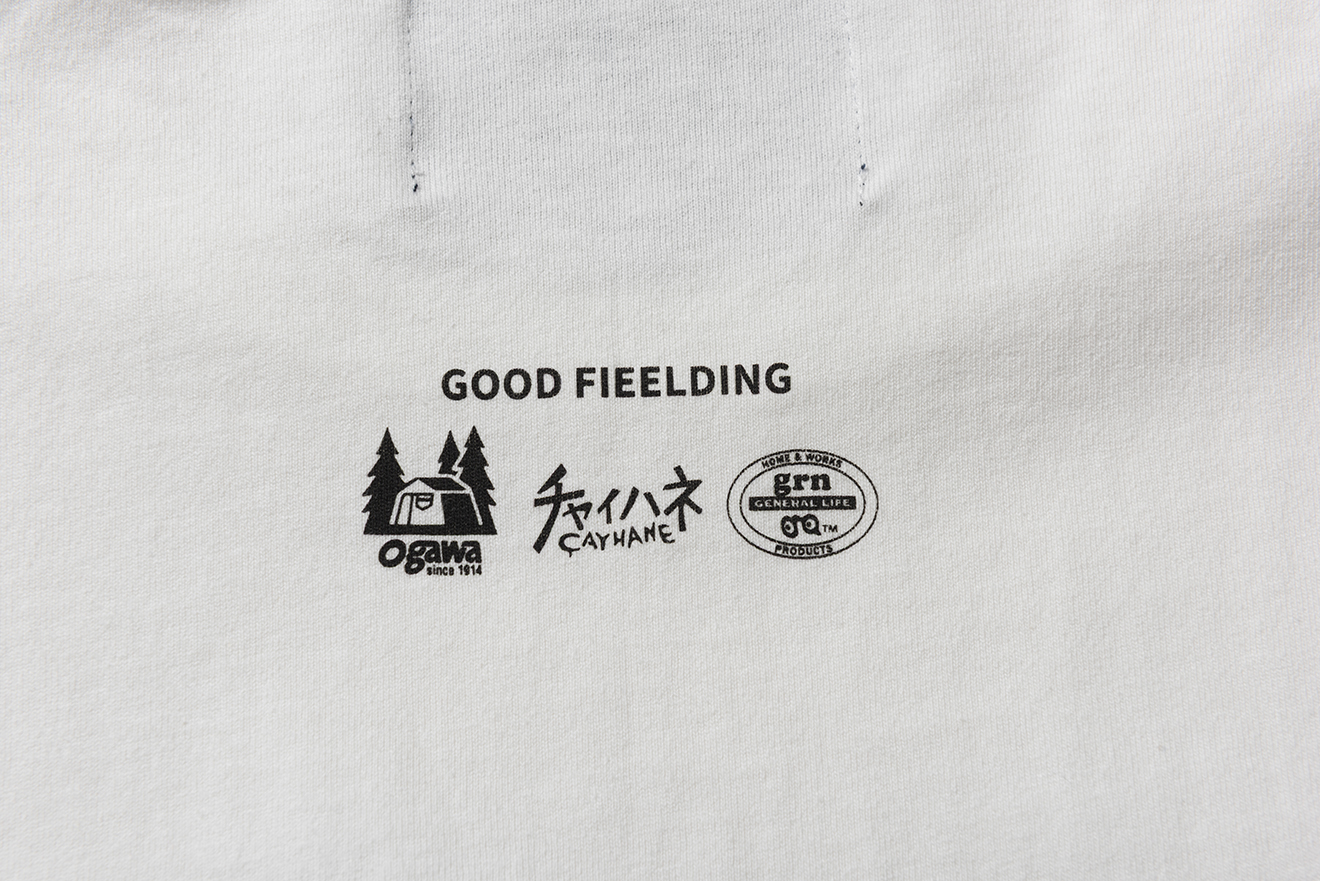 GOOD FIEELDING
ogawa
since 1914
チャイハネ
ÇAYHANE
HOME & WORKS
grn
GENERAL LIFE
TM
PRODUCTS